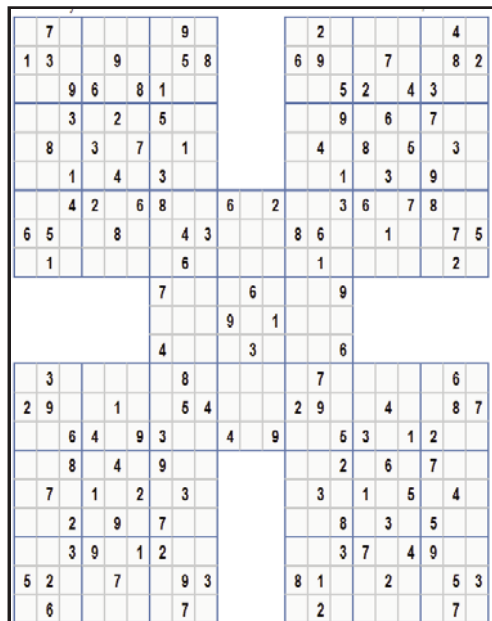 7 9 2 4
1 3 9 5 8 6 9 7 8 2
9 6 8 1 5 2 4 3
3 2 5 9 6 7
8 3 7 1 4 8 5 3
1 4 3 1 3 9
4 2 6 8 6 2 3 6 7 8
6 5 8 4 3 8 6 1 7 5
1 6 1 2
7 6 9
9 1
4 3 6
3 8 7 6
2 9 1 5 4 2 9 4 8 7
6 4 9 3 4 9 5 3 1 2
8 4 9 2 6 7
7 1 2 3 3 1 5 4
2 9 7 8 3 5
3 9 1 2 3 7 4 9
5 2 7 9 3 8 1 2 5 3
6 7 2 7